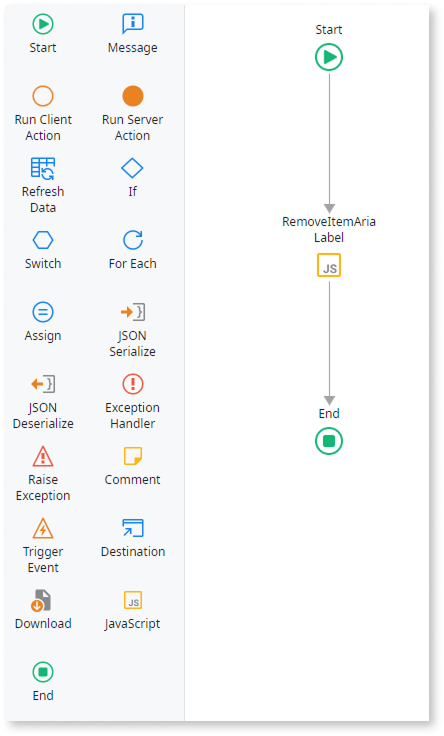 Start
Message
Run Client
Action
Run Server
Action
Refresh
Data
If
Switch
For Each
Assign
JSON
Serialize
JSON
Deserialize
Exception
Handler
Raise
Exception
Comment
Trigger
Event
Destination
Download
JS
JavaScript
End
Start
RemoveItemAria
Label
JS
End